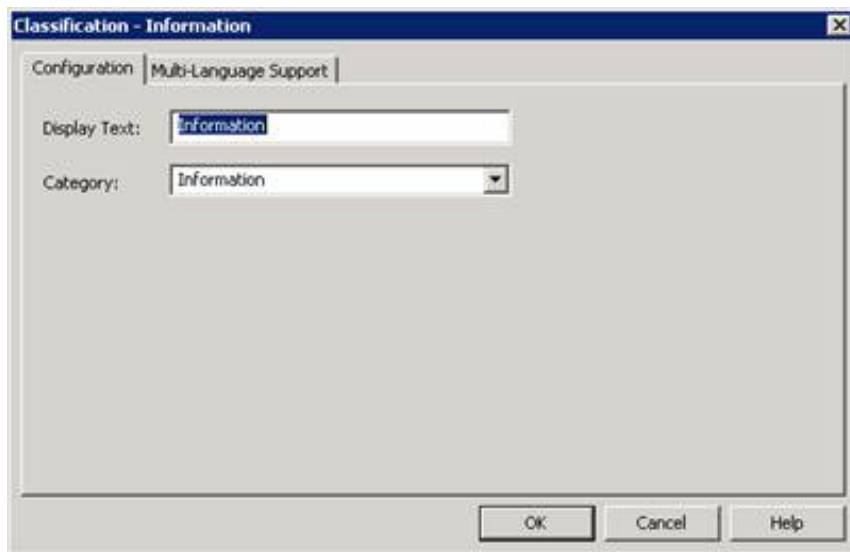 Classification - Information
Configuration Multi-Language Support
Display Text: Information
Category: Information
OK Cancel Help